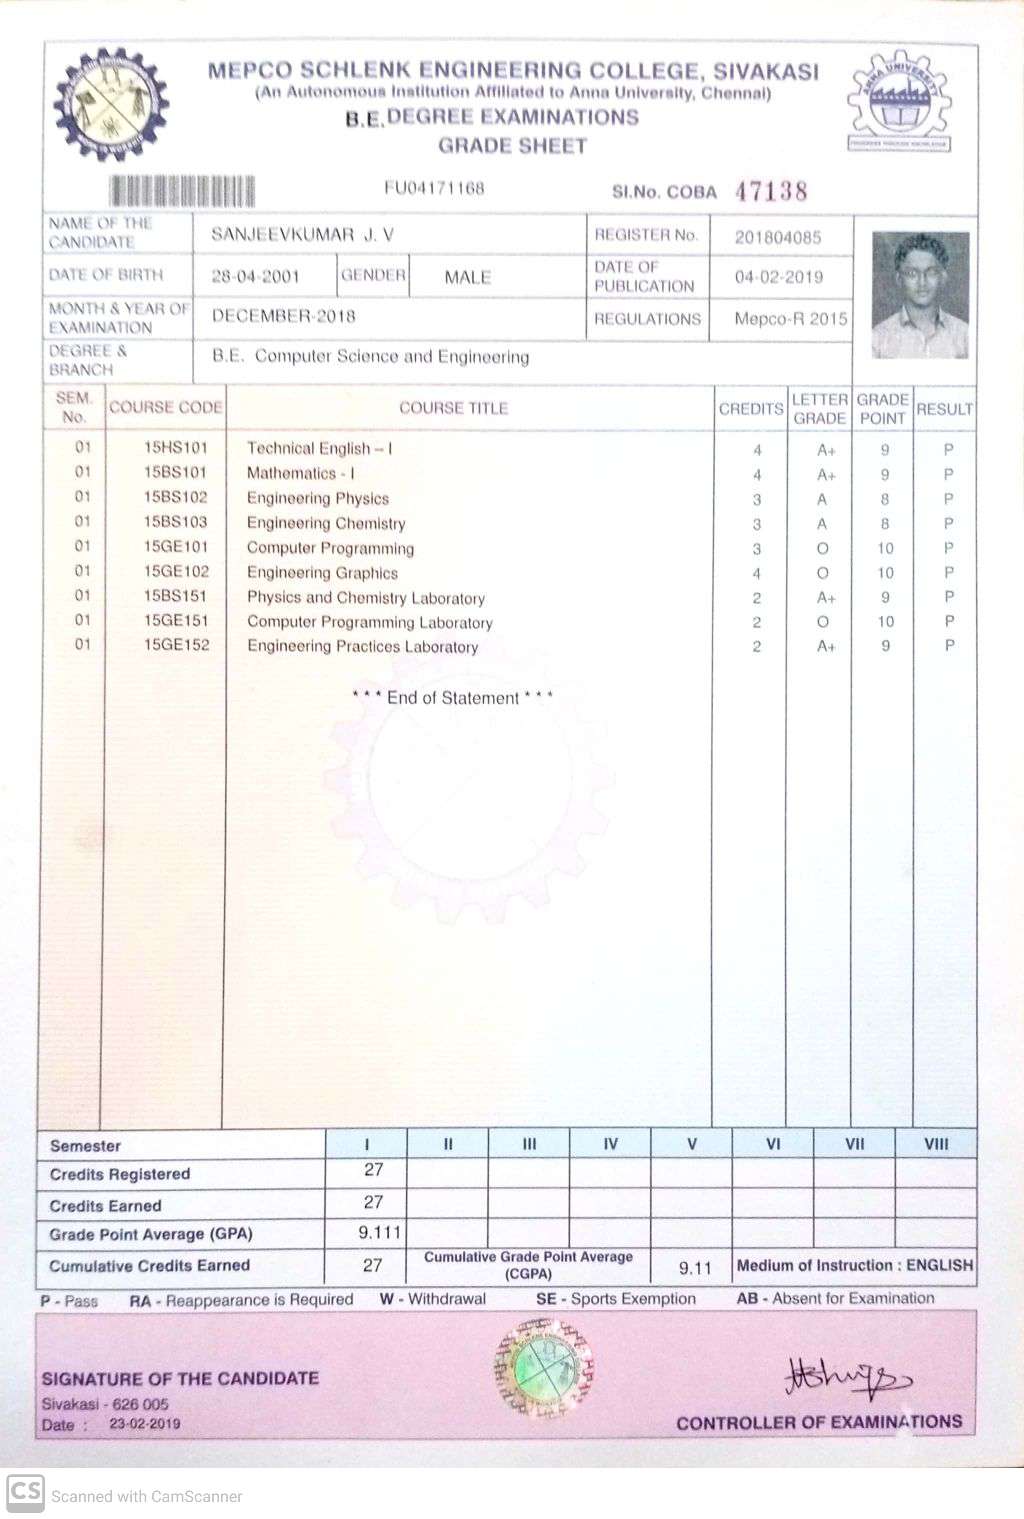 MEPCO SCHLENK ENGINEERING COLLEGE, SIVAKASI
(An Autonomous Institution Affiliated to Anna University, Chennai)
B.E. DEGREE EXAMINATIONS
GRADE SHEET
ANNA UNIVERSITY
PROGRESS THROUGH KNOWLEDGE
FU04171168
SI.No. COBA 47138
NAME OF THE CANDIDATE SANJEEVKUMAR J. V REGISTER No. 201804085
DATE OF BIRTH 28-04-2001 GENDER MALE DATE OF PUBLICATION 04-02-2019
MONTH & YEAR OF EXAMINATION DECEMBER-2018 REGULATIONS Mepco-R 2015
DEGREE & BRANCH B.E. Computer Science and Engineering
SEM. No. COURSE CODE COURSE TITLE CREDITS LETTER GRADE GRADE POINT RESULT
01 15HS101 Technical English – I 4 A+ 9 P
01 15BS101 Mathematics - I 4 A+ 9 P
01 15BS102 Engineering Physics 3 A 8 P
01 15BS103 Engineering Chemistry 3 A 8 P
01 15GE101 Computer Programming 3 O 10 P
01 15GE102 Engineering Graphics 4 O 10 P
01 15BS151 Physics and Chemistry Laboratory 2 A+ 9 P
01 15GE151 Computer Programming Laboratory 2 O 10 P
01 15GE152 Engineering Practices Laboratory 2 A+ 9 P
* * * End of Statement * * *
Semester I II III IV V VI VII VIII
Credits Registered 27
Credits Earned 27
Grade Point Average (GPA) 9.111
Cumulative Credits Earned 27 Cumulative Grade Point Average (CGPA) 9.11 Medium of Instruction : ENGLISH
P - Pass RA - Reappearance is Required W - Withdrawal SE - Sports Exemption AB - Absent for Examination
SIGNATURE OF THE CANDIDATE
Sivakasi - 626 005
Date : 23-02-2019
CONTROLLER OF EXAMINATIONS
CS Scanned with CamScanner